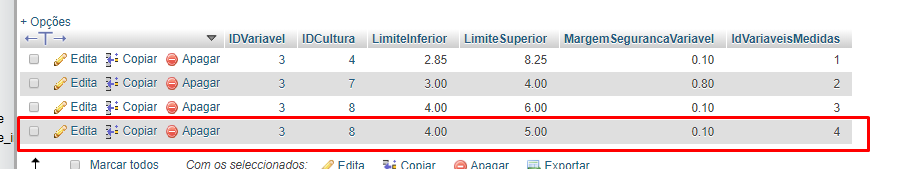 + Opções
←T→ ▼ IDVariavel IDCultura LimiteInferior LimiteSuperior MargemSegurancaVariavel IdVariaveisMedidas
Edita Copiar Apagar 3 4 2.85 8.25 0.10 1
Edita Copiar Apagar 3 7 3.00 4.00 0.80 2
Edita Copiar Apagar 3 8 4.00 6.00 0.10 3
e
Edita Copiar Apagar 3 8 4.00 5.00 0.10 4
e_i
Marcar todos Com os seleccionados: Edita Copiar Apagar Exportar